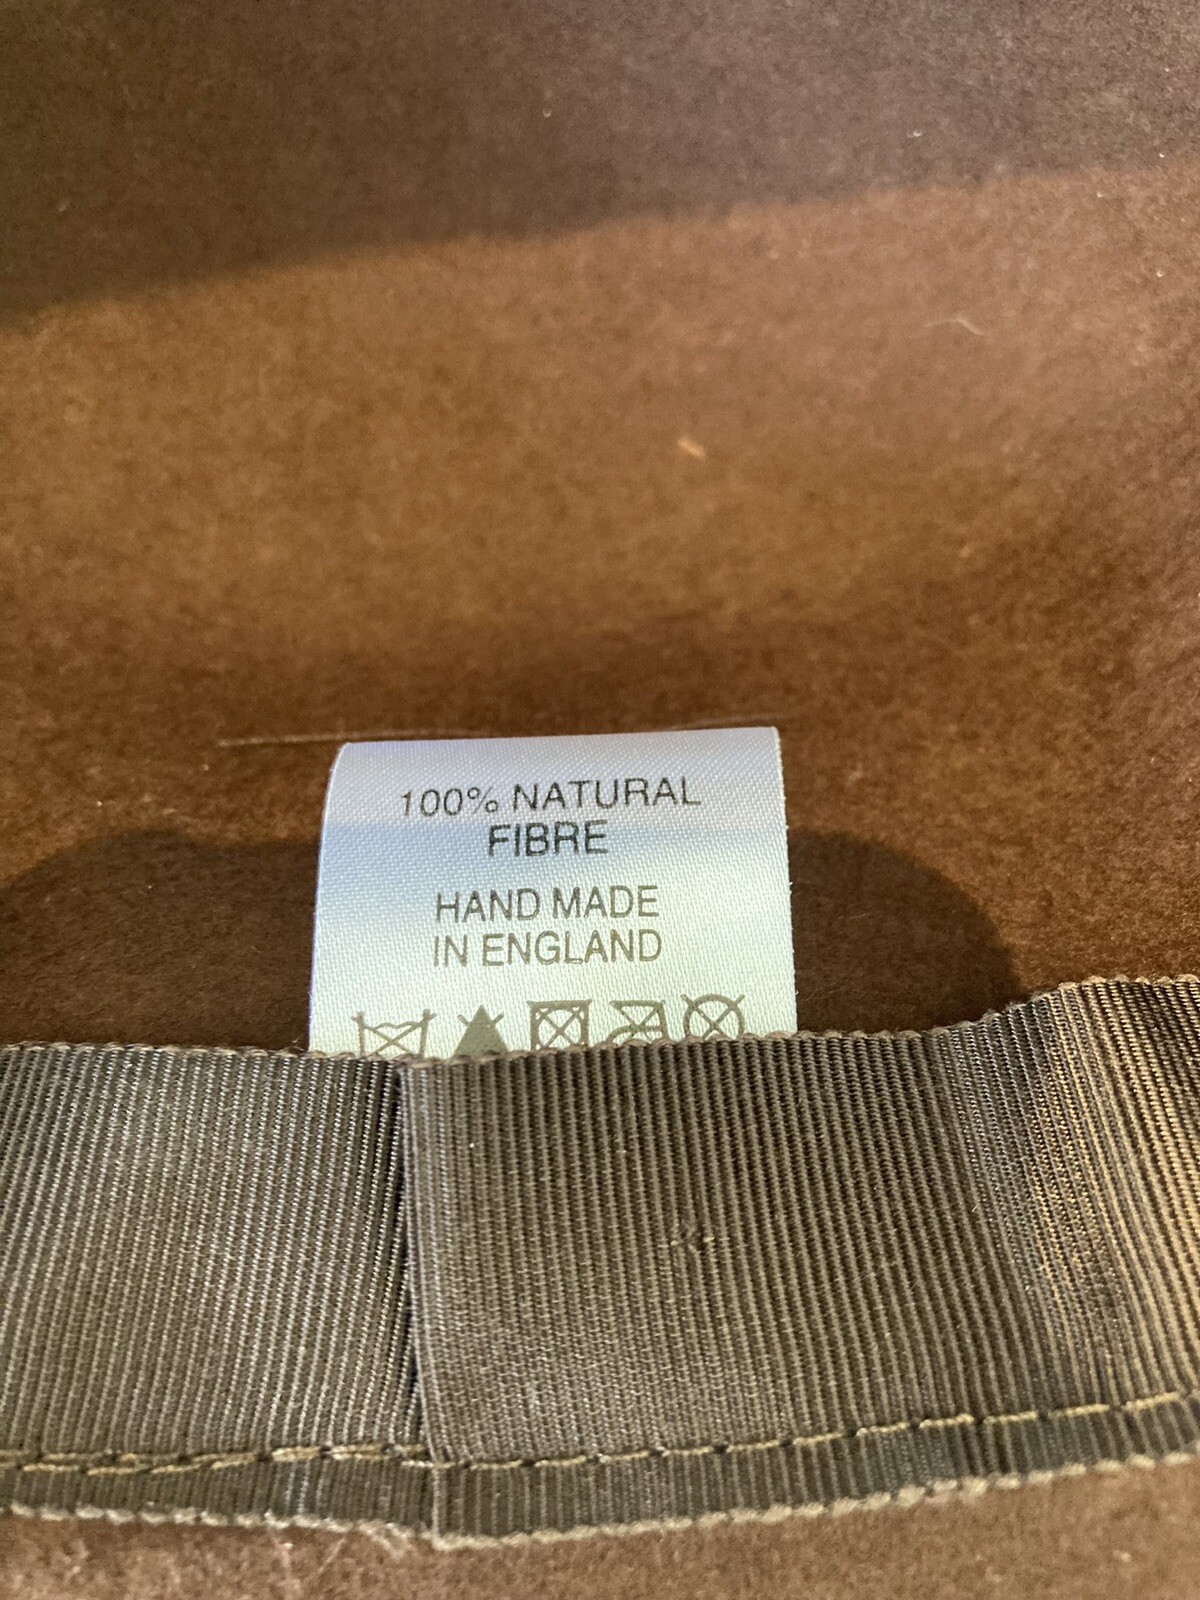 100% NATURAL
FIBRE
HAND MADE
IN ENGLAND